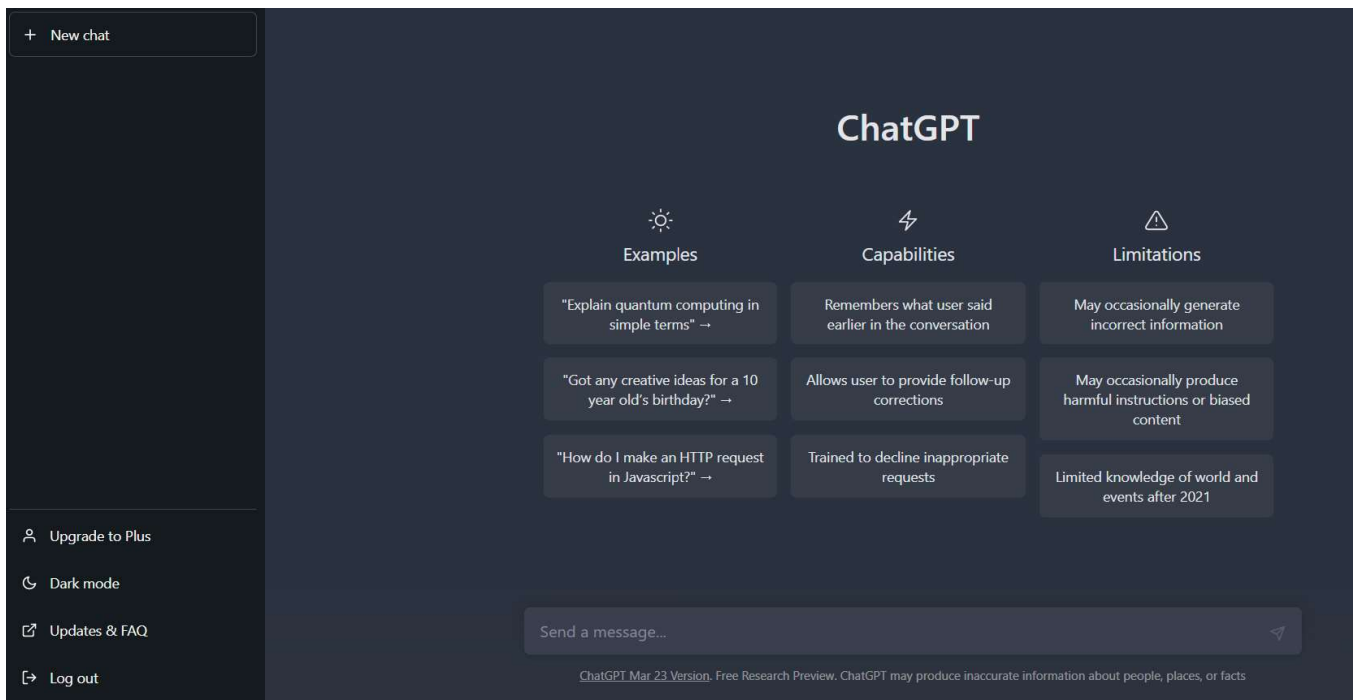 + New chat
ChatGPT
Examples
"Explain quantum computing in
simple terms" →
"Got any creative ideas for a 10
year old's birthday?" →
"How do I make an HTTP request
in Javascript?" →
Capabilities
Remembers what user said
earlier in the conversation
Allows user to provide follow-up
corrections
Trained to decline inappropriate
requests
Limitations
May occasionally generate
incorrect information
May occasionally produce
harmful instructions or biased
content
Limited knowledge of world and
events after 2021
Upgrade to Plus
Dark mode
Updates & FAQ
Log out
Send a message...
ChatGPT Mar 23 Version. Free Research Preview. ChatGPT may produce inaccurate information about people, places, or facts